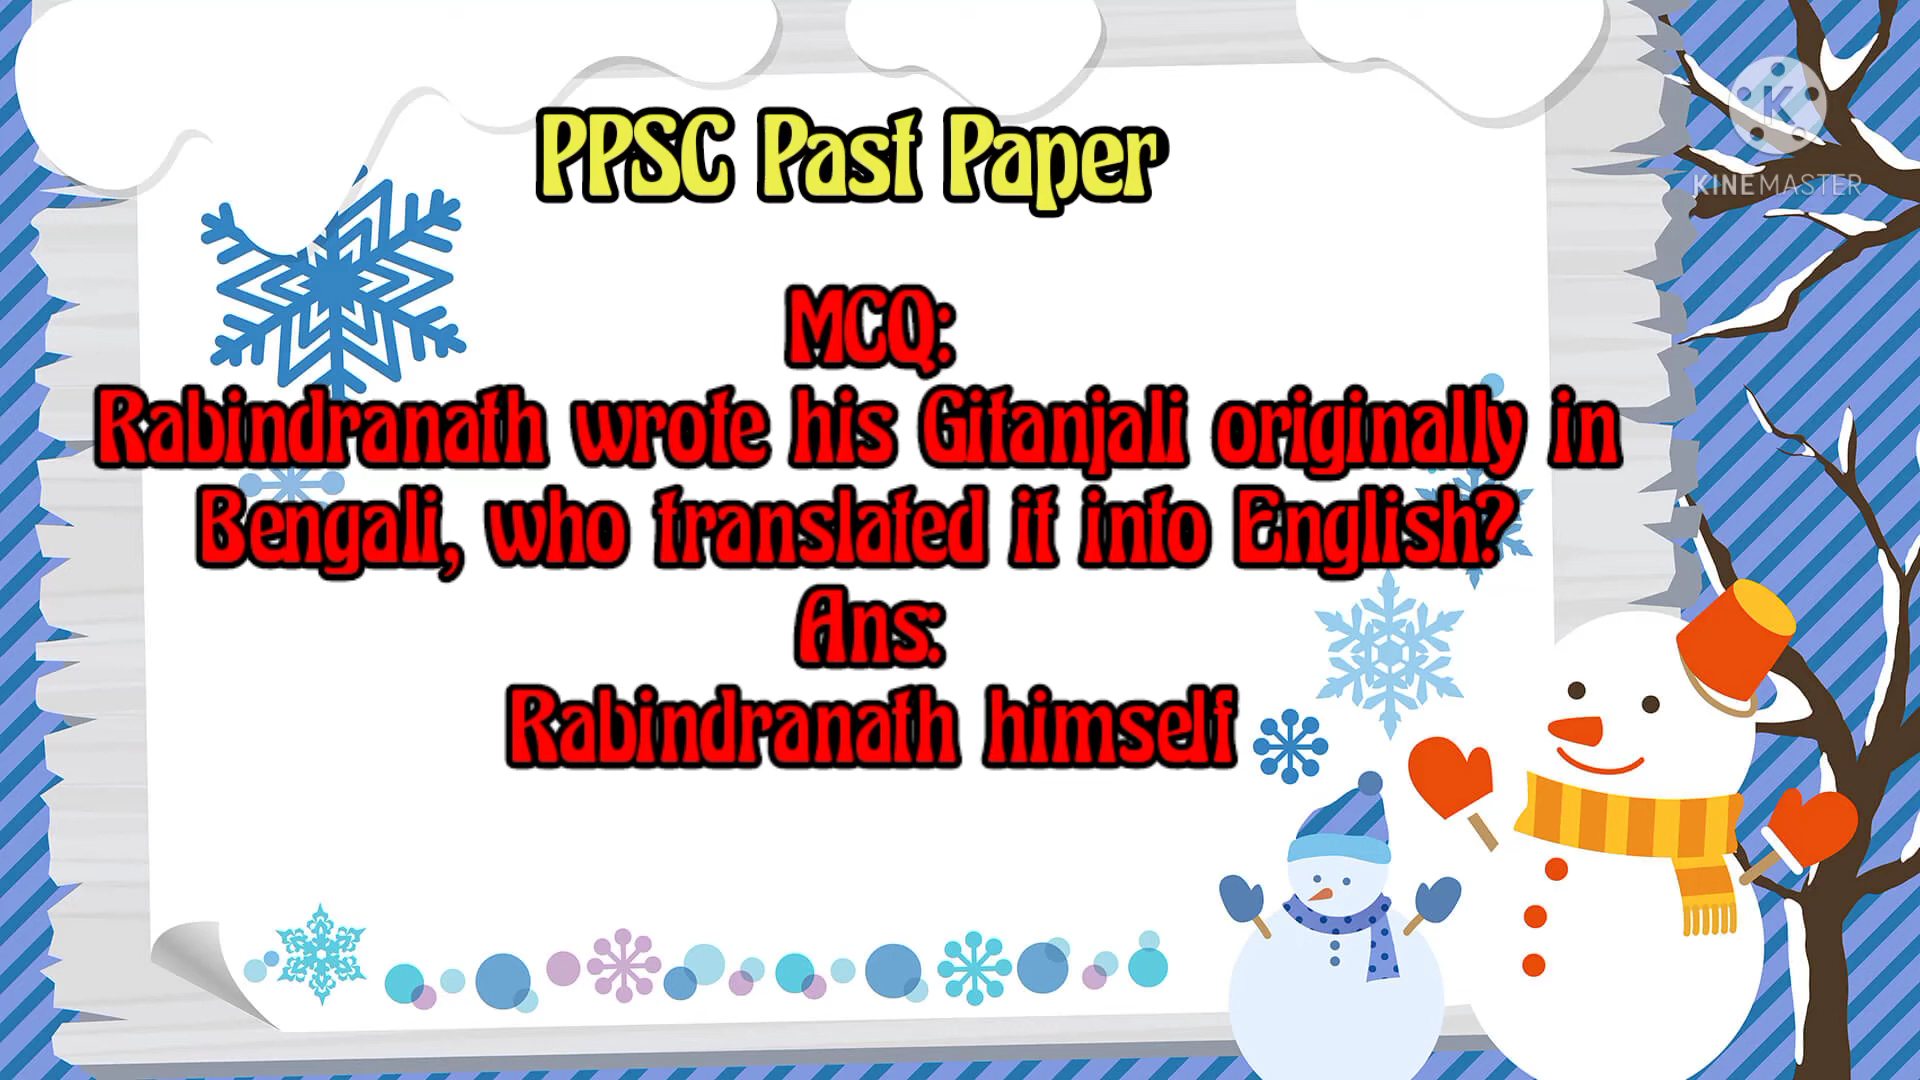 PPSC Past Paper
KINEMASTER
MCQ:
Rabindranath wrote his Gitanjali originally in
Bengali, who translated it into English?
Ans:
Rabindranath himself